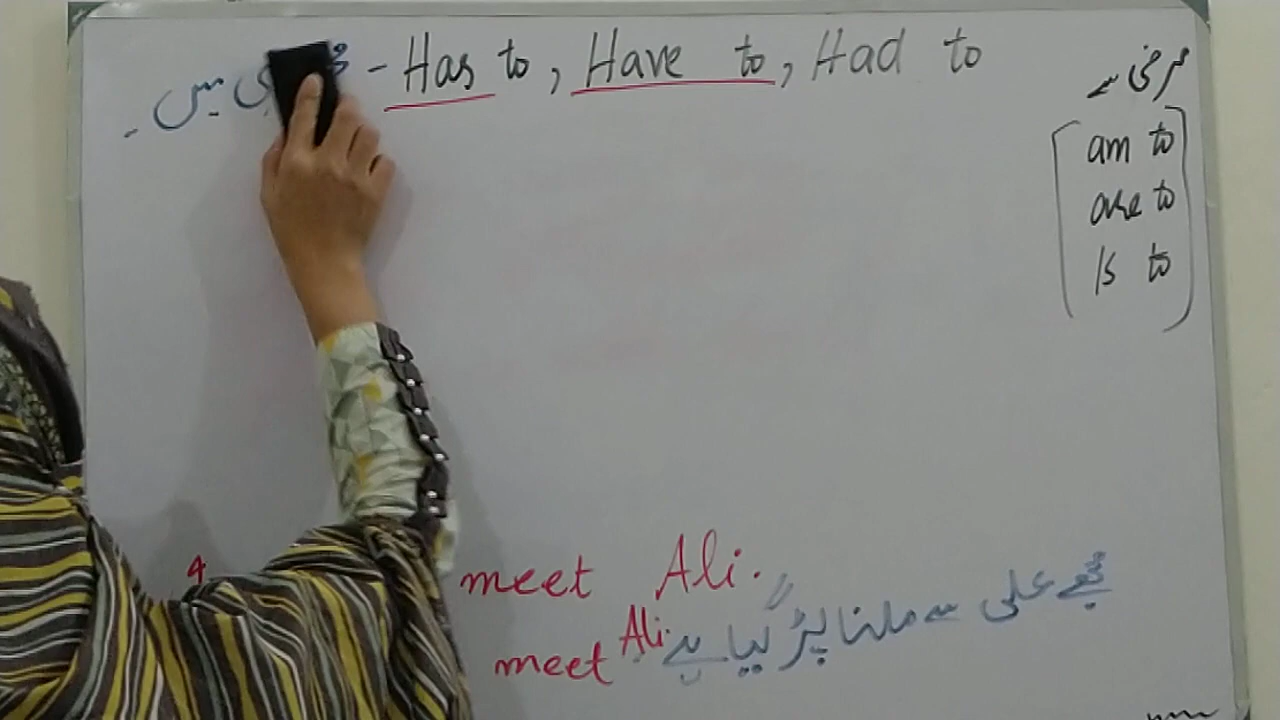 Has to, Have to, Had to - میں
مرضی سے
am to
are to
Is to
meet Ali.
مجھے علی سے ملنا پڑ گیا ہے
meet Ali.